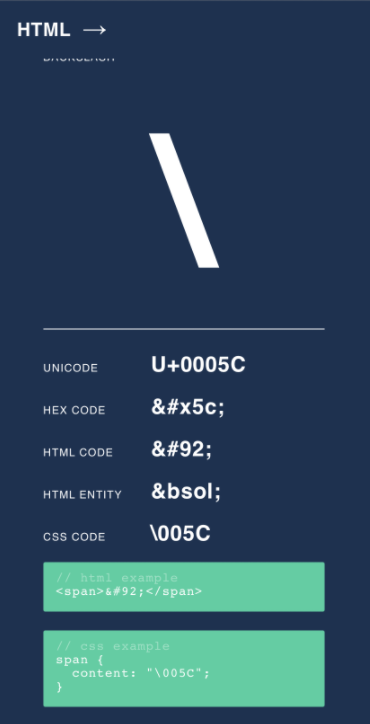 HTML →
\
UNICODE U+0005C
HEX CODE &#x5c;
HTML CODE &#92;
HTML ENTITY &bsol;
CSS CODE \005C
// html example
<span>&#92;</span>
// css example
span {
  content: "\005C";
}